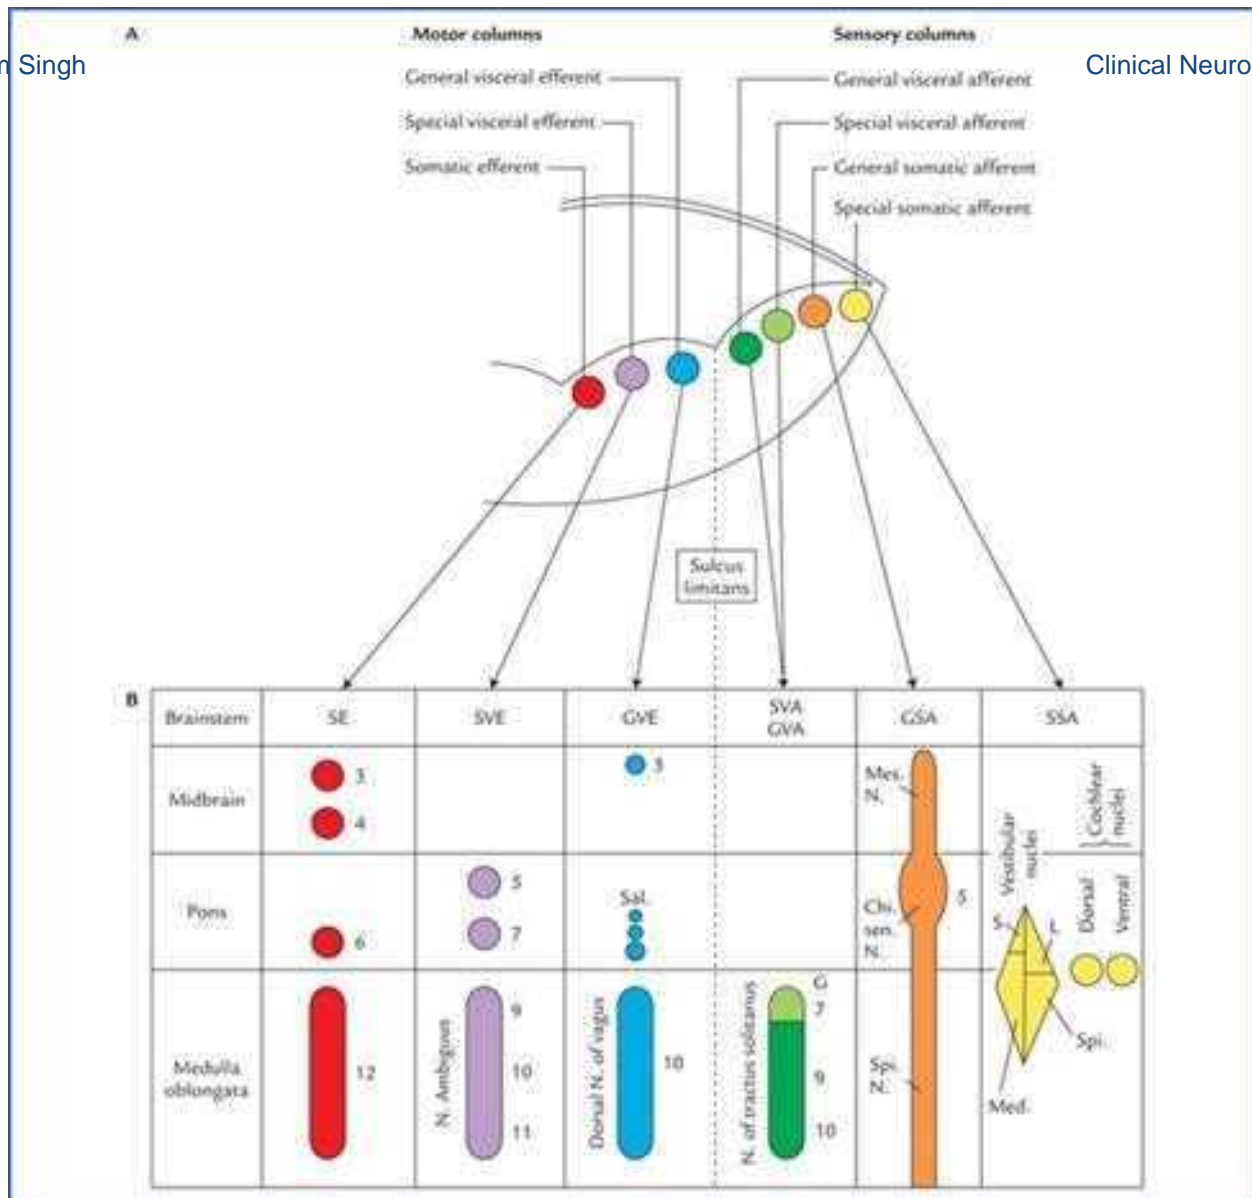 A
Motor columns
Sensory columns
Singh
Clinical Neuro
General visceral efferent
General visceral afferent
Special visceral efferent
Special visceral afferent
Somatic efferent
General somatic afferent
Special somatic afferent
Sulcus
limitans
B
Brainstem
SE
SVE
GVE
SVA
GVA
GSA
SSA
Midbrain
3
4
3
Mes.
N.
Vestibular
nuclei
Cochlear
nuclei
Pons
6
5
7
Sal.
Chi.
sen.
N.
5
S.
L
Dorsal
Ventral
Medulla
oblongata
12
N. Ambiguus
9
10
11
Dorsal N. of vagus
10
N. of tractus solitarius
G
7
9
10
Spi.
N.
Med.
Spi.